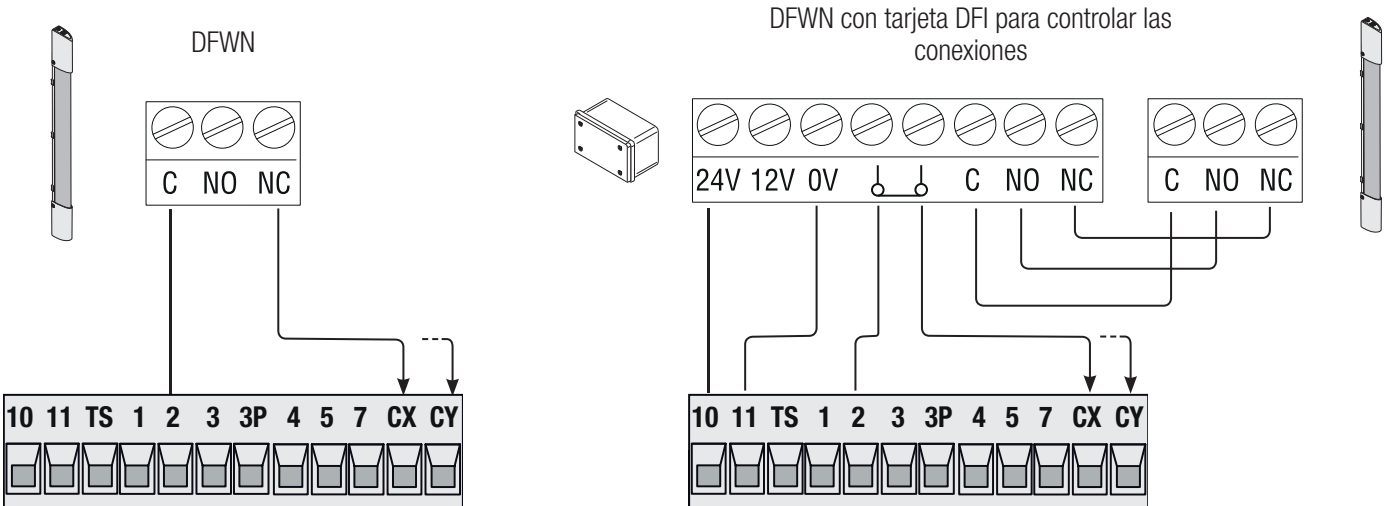 DFWN
C NO NC
10 11 TS 1 2 3 3P 4 5 7 CX CY
DFWN con tarjeta DFI para controlar las
conexiones
24V 12V 0V C NO NC
C NO NC
10 11 TS 1 2 3 3P 4 5 7 CX CY